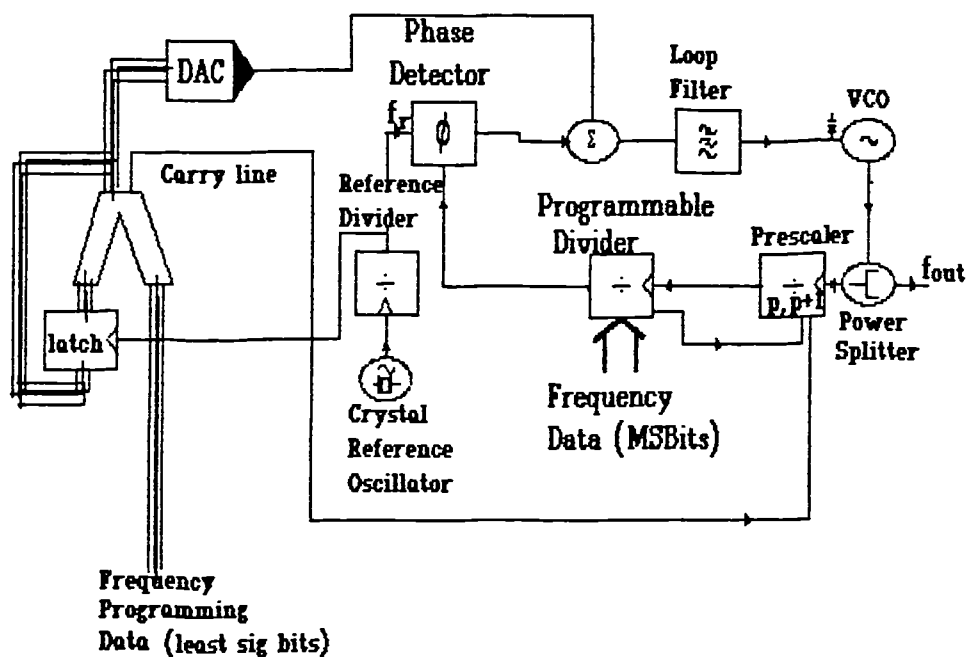 DAC
Phase
Detector
Loop
Filter
VCO
fr
ϕ
Σ
Carry line
Reference
Divider
Programmable
Divider
Prescaler
÷
÷
÷
p, p+1
fout
latch
Power
Splitter
Crystal
Reference
Oscillator
Frequency
Data (MSBits)
Frequency
Programming
Data (least sig bits)